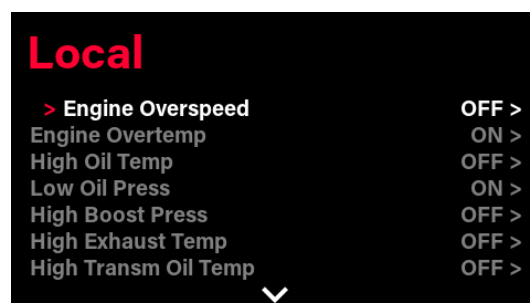 Local
> Engine Overspeed OFF >
Engine Overtemp ON >
High Oil Temp OFF >
Low Oil Press ON >
High Boost Press OFF >
High Exhaust Temp OFF >
High Transm Oil Temp OFF >